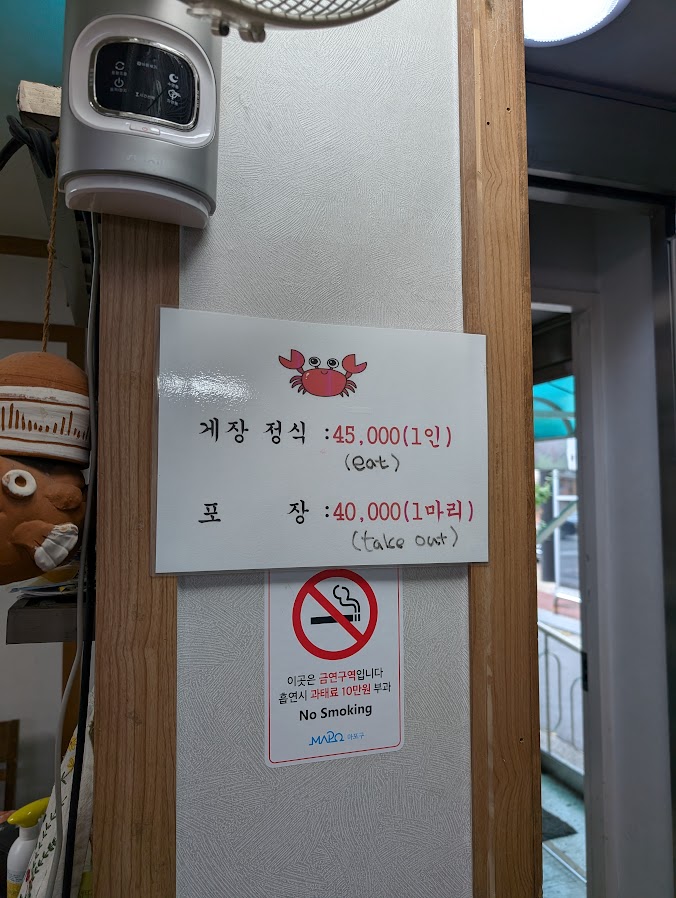 게장 정식 :45,000(1인)
(eat)
포 장 :40,000(1마리)
(take out)
이곳은 금연구역입니다
흡연시 과태료 10만원 부과
No Smoking
MAPO 마포구